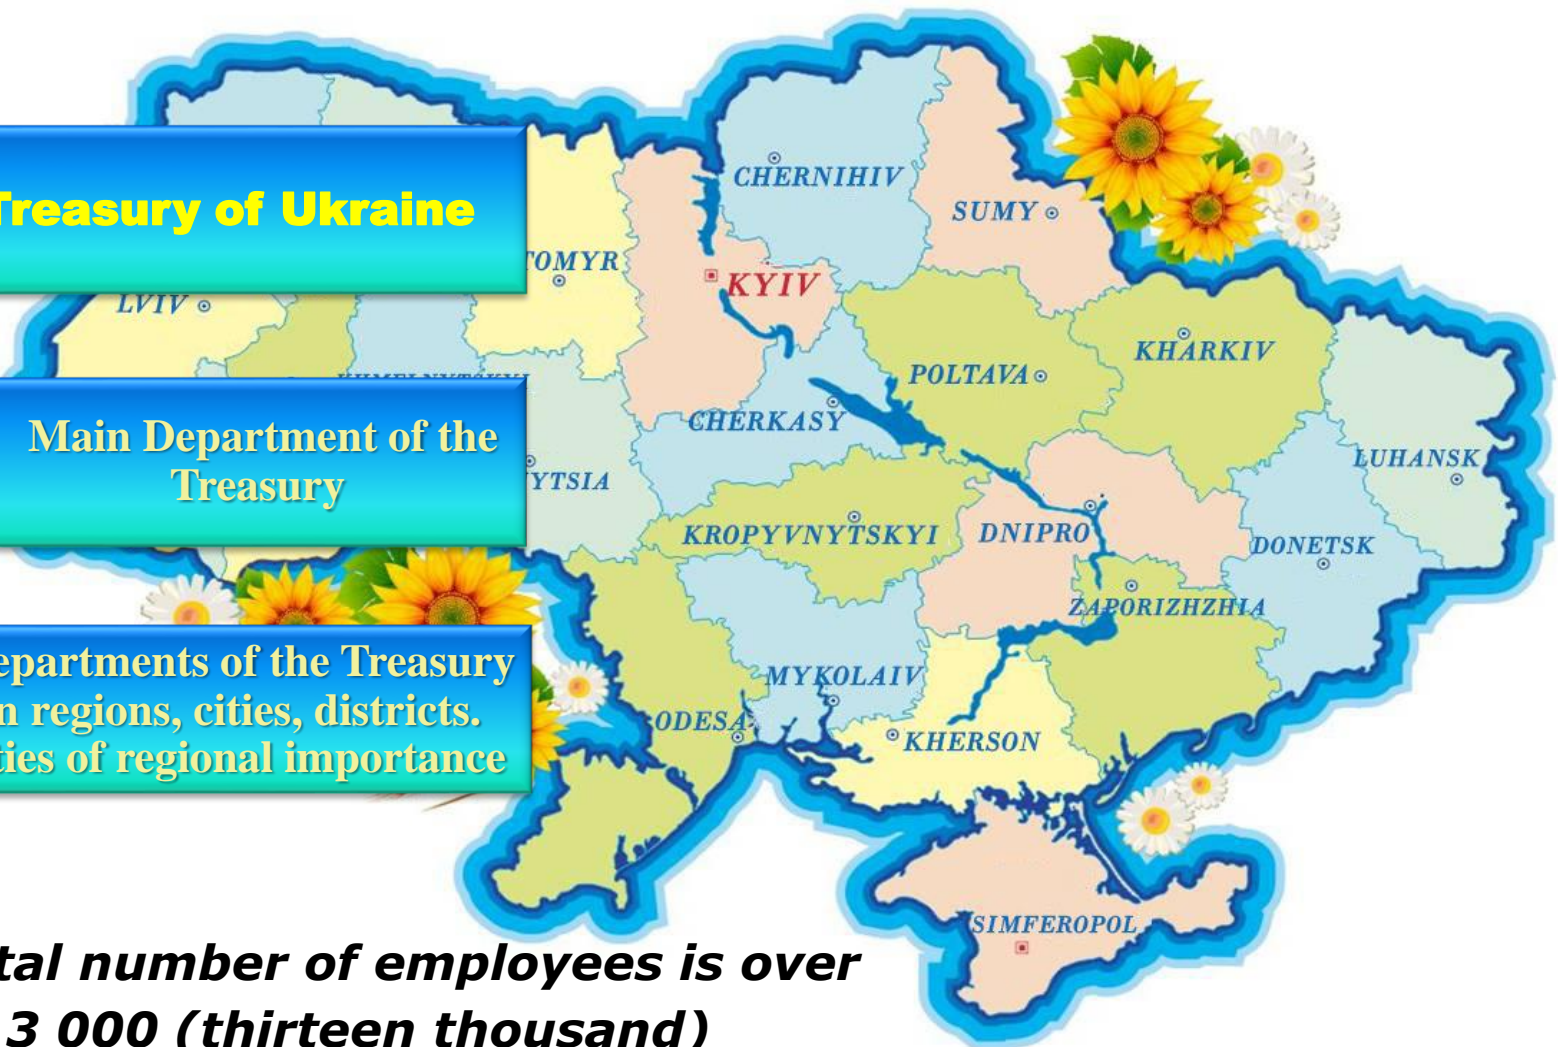 Treasury of Ukraine
Main Department of the
Treasury
epartments of the Treasury
n regions, cities, districts.
ties of regional importance
CHERNIHIV
SUMY
TOMYR
KYIV
LVIV
KHARKIV
POLTAVA
CHERKASY
LUHANSK
YTSIA
KROPYVNYTSKYI
DNIPRO
DONETSK
ZAPORIZHZHIA
MYKOLAIV
ODESA
KHERSON
SIMFEROPOL
tal number of employees is over
3 000 (thirteen thousand)